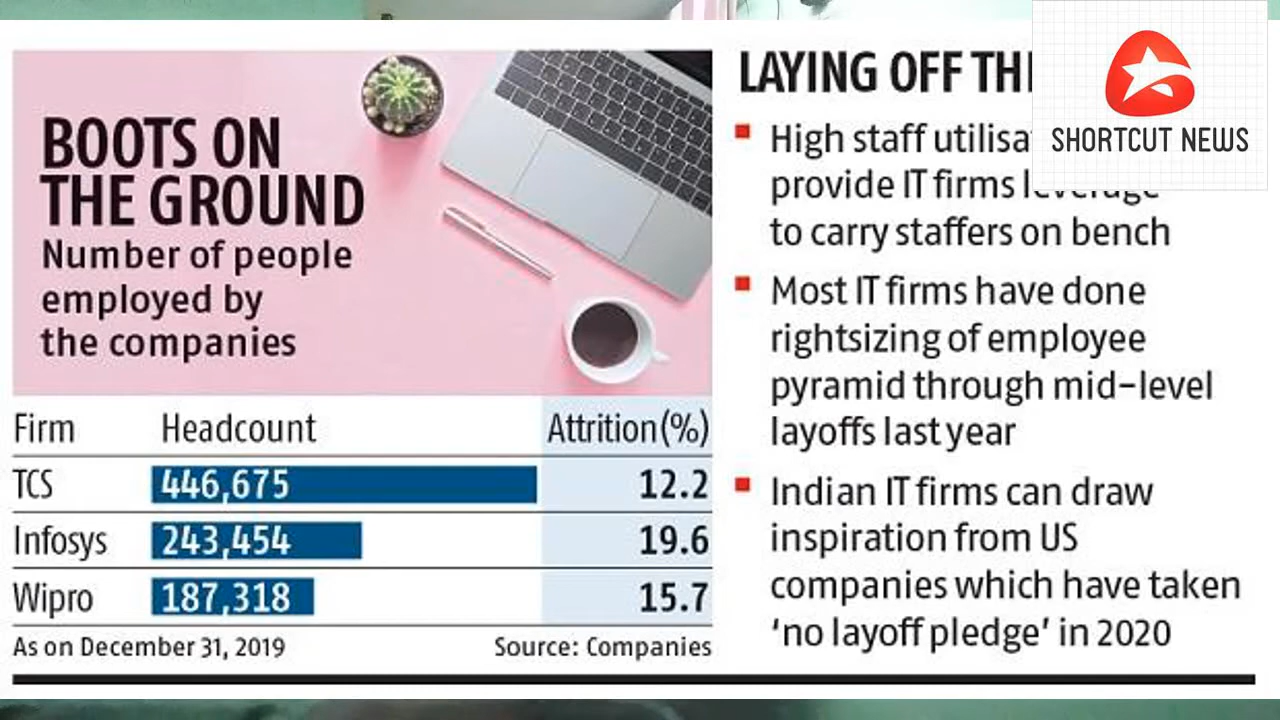 BOOTS ON
THE GROUND
Number of people
employed by
the companies
Firm Headcount Attrition(%)
TCS 446,675 12.2
Infosys 243,454 19.6
Wipro 187,318 15.7
As on December 31, 2019 Source: Companies
LAYING OFF
SHORTCUT NEWS
High staff
provide IT firms leverage
to carry staffers on bench
Most IT firms have done
rightsizing of employee
pyramid through mid-level
layoffs last year
Indian IT firms can draw
inspiration from US
companies which have taken
'no layoff pledge' in 2020